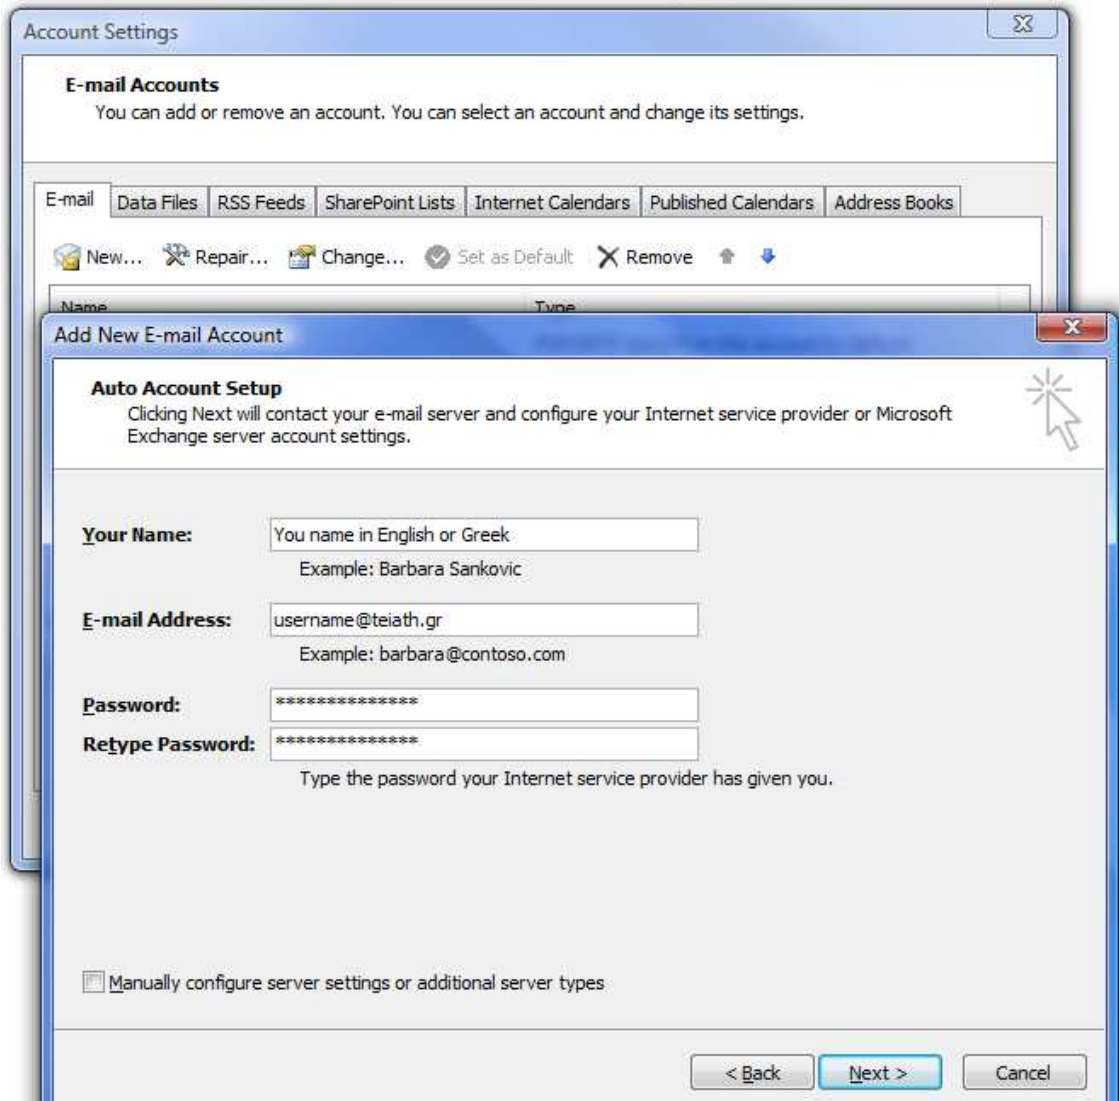 Account Settings
E-mail Accounts
You can add or remove an account. You can select an account and change its settings.
E-mail Data Files RSS Feeds SharePoint Lists Internet Calendars Published Calendars Address Books
New... Repair... Change... Set as Default Remove
Name Type
Add New E-mail Account
Auto Account Setup
Clicking Next will contact your e-mail server and configure your Internet service provider or Microsoft
Exchange server account settings.
Your Name: You name in English or Greek
Example: Barbara Sankovic
E-mail Address: username@teiath.gr
Example: barbara@contoso.com
Password: **************
Retype Password: **************
Type the password your Internet service provider has given you.
Manually configure server settings or additional server types
< Back Next > Cancel